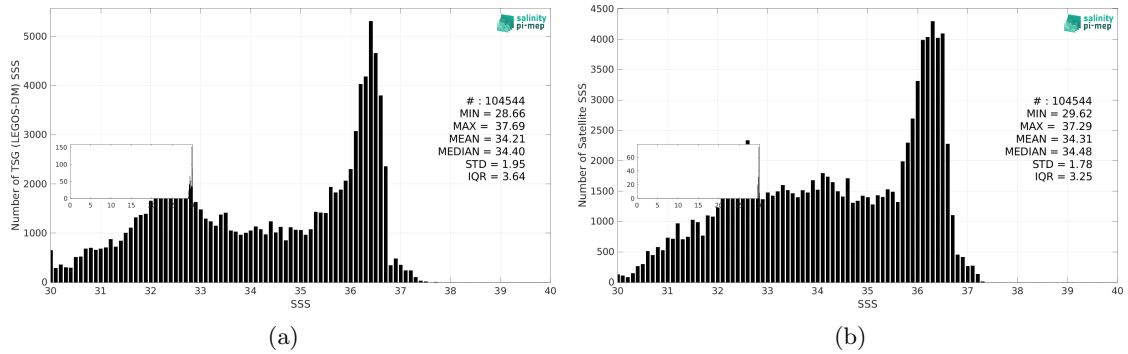 salinity
pi-mep
Number of TSG (LEGOS-DM) SSS
5000
4000
3000
2000
1000
0
# : 104544
MIN = 28.66
MAX = 37.69
MEAN = 34.21
MEDIAN = 34.40
STD = 1.95
IQR = 3.64
150
100
50
0
0 5 10 15 20
30 31 32 33 34 35 36 37 38 39 40
SSS
(a)
salinity
pi-mep
Number of Satellite SSS
4500
4000
3500
3000
2500
2000
1500
1000
500
0
# : 104544
MIN = 29.62
MAX = 37.29
MEAN = 34.31
MEDIAN = 34.48
STD = 1.78
IQR = 3.25
60
40
20
0
0 5 10 15 20
30 31 32 33 34 35 36 37 38 39 40
SSS
(b)